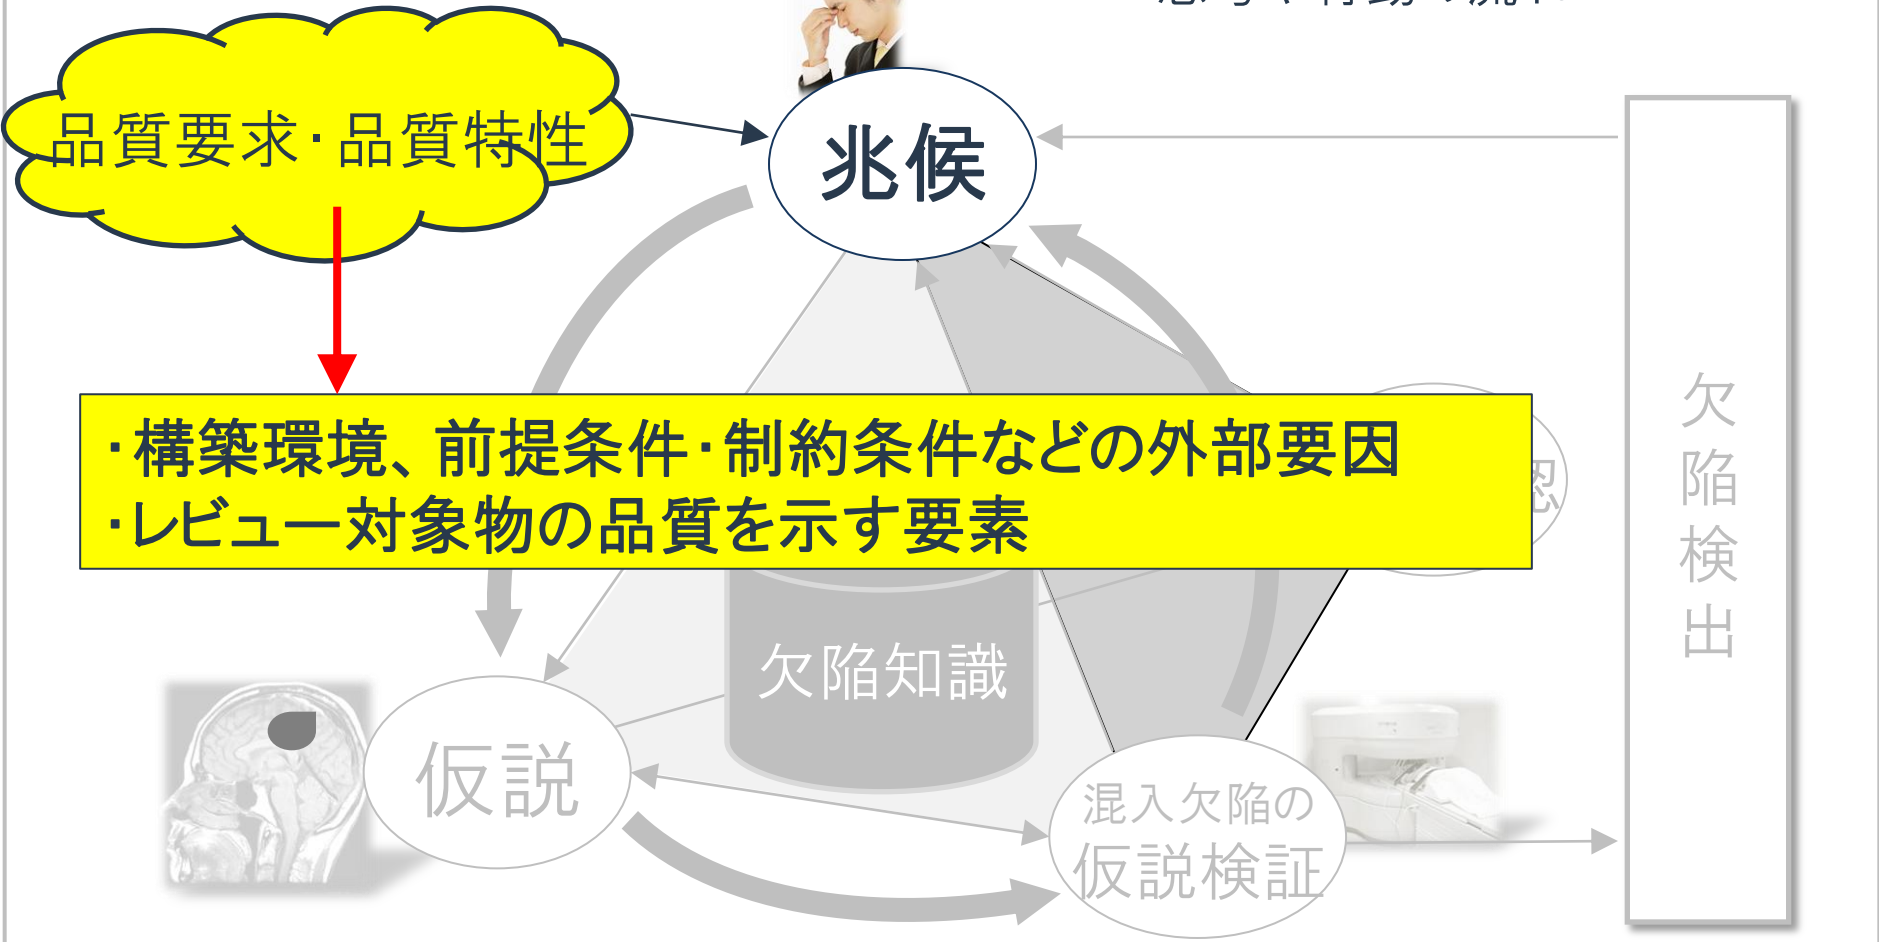 品質要求・品質特性
兆候
・構築環境、前提条件・制約条件などの外部要因
・レビュー対象物の品質を示す要素
欠陥検出
欠陥知識
仮説
混入欠陥の
仮説検証